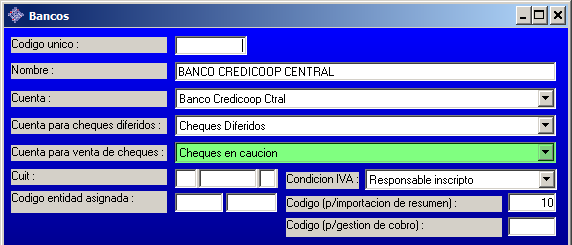 Bancos
Codigo unico :
Nombre : BANCO CREDICOOP CENTRAL
Cuenta : Banco Credicoop Ctral
Cuenta para cheques diferidos : Cheques Diferidos
Cuenta para venta de cheques : Cheques en caucion
Cuit : Condicion IVA : Responsable inscripto
Codigo entidad asignada : Codigo (p/importacion de resumen) : 10
Codigo (p/gestion de cobro) :